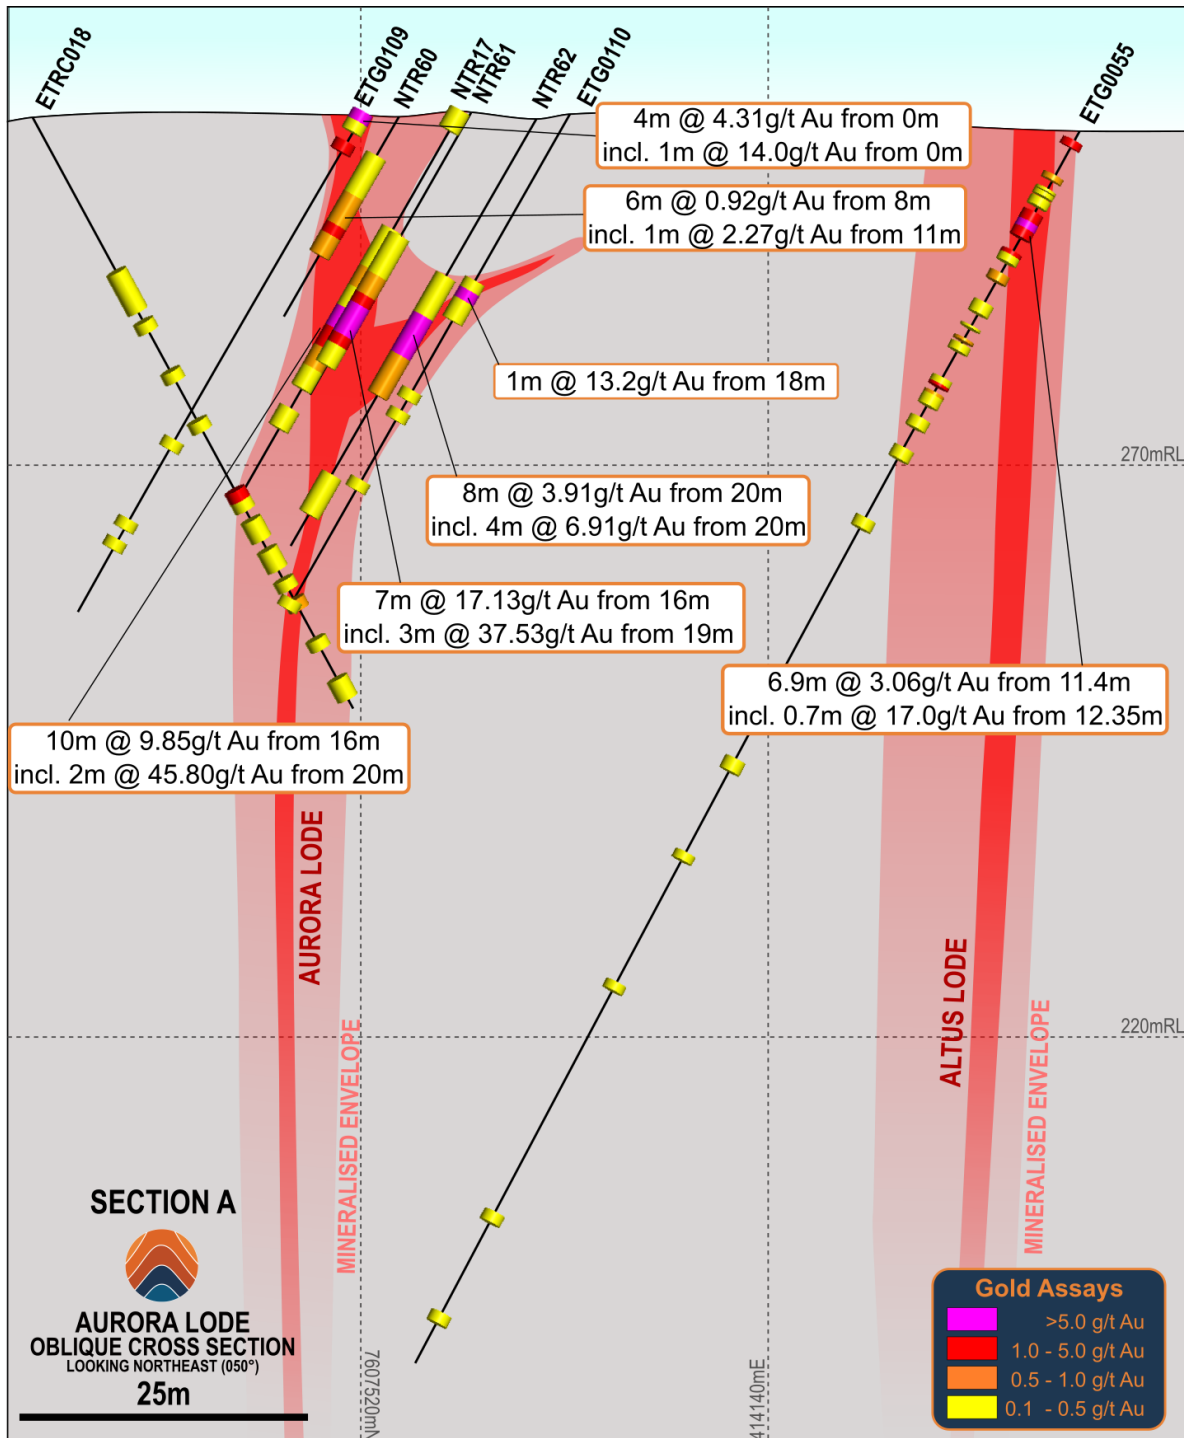 ETRC018
ETG0109
NTR60
NTR17
NTR61
NTR62
ETG0110
ETG0055
4m @ 4.31g/t Au from 0m
incl. 1m @ 14.0g/t Au from 0m
6m @ 0.92g/t Au from 8m
incl. 1m @ 2.27g/t Au from 11m
1m @ 13.2g/t Au from 18m
270mRL
8m @ 3.91g/t Au from 20m
incl. 4m @ 6.91g/t Au from 20m
7m @ 17.13g/t Au from 16m
incl. 3m @ 37.53g/t Au from 19m
6.9m @ 3.06g/t Au from 11.4m
incl. 0.7m @ 17.0g/t Au from 12.35m
10m @ 9.85g/t Au from 16m
incl. 2m @ 45.80g/t Au from 20m
AURORA LODE
ALTUS LODE
220mRL
MINERALISED ENVELOPE
MINERALISED ENVELOPE
SECTION A
AURORA LODE
OBLIQUE CROSS SECTION
LOOKING NORTHEAST (050°)
25m
7607520mN
414140mE
Gold Assays
>5.0 g/t Au
1.0 - 5.0 g/t Au
0.5 - 1.0 g/t Au
0.1 - 0.5 g/t Au